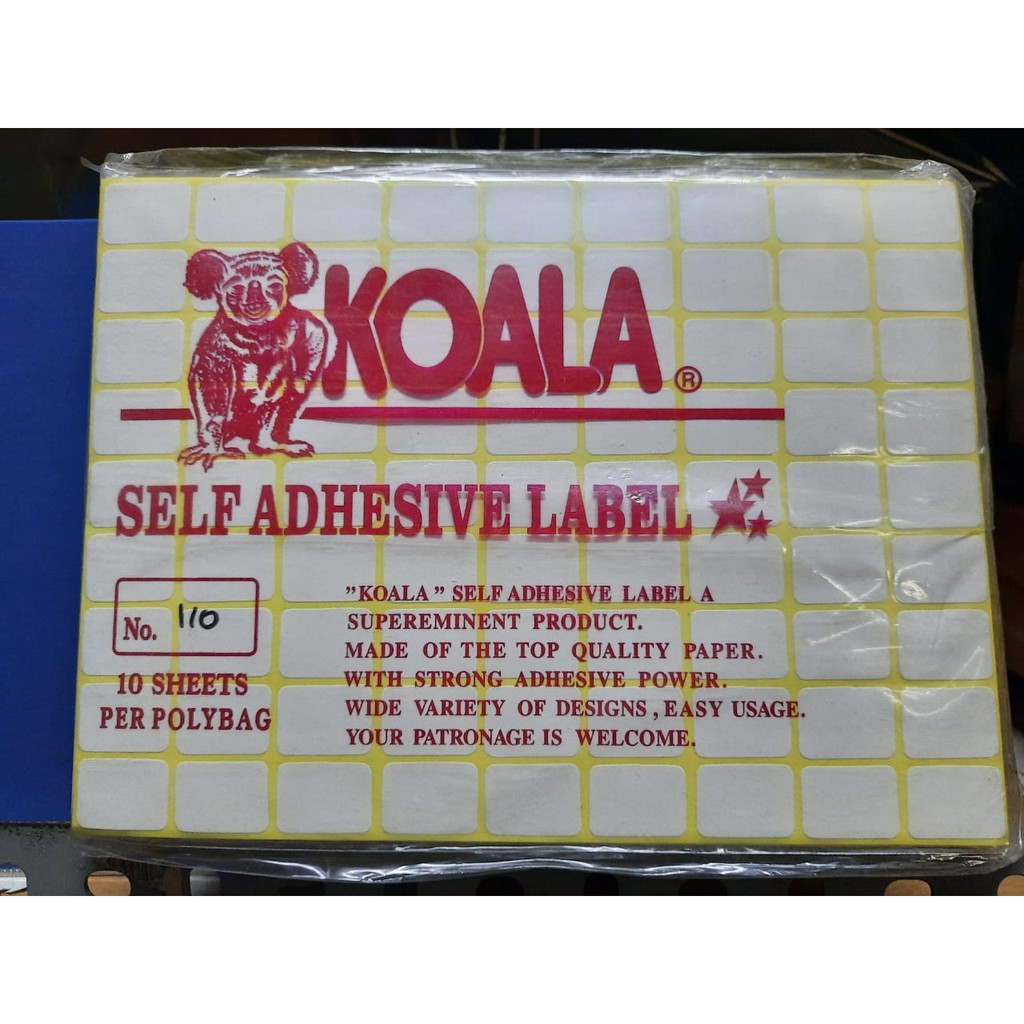 KOALA ®
SELF ADHESIVE LABEL
No. 110
10 SHEETS
PER POLYBAG
"KOALA" SELF ADHESIVE LABEL A
SUPEREMINENT PRODUCT.
MADE OF THE TOP QUALITY PAPER.
WITH STRONG ADHESIVE POWER.
WIDE VARIETY OF DESIGNS, EASY USAGE.
YOUR PATRONAGE IS WELCOME.